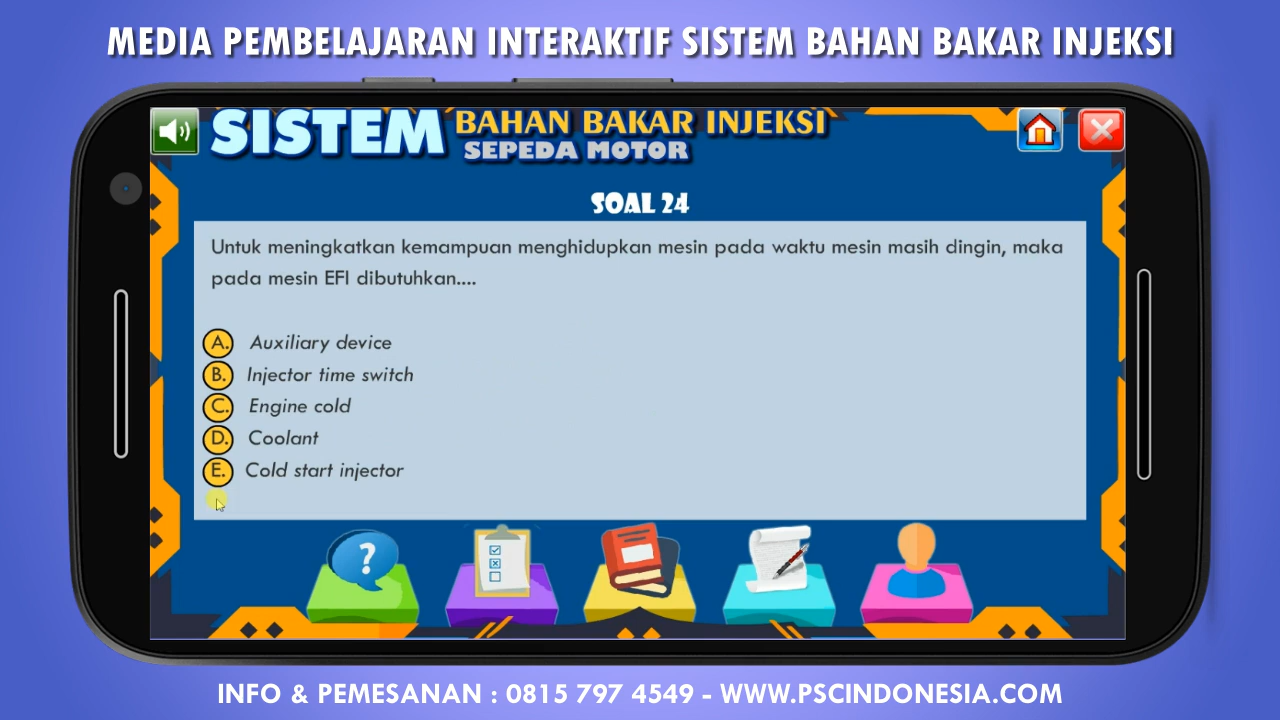 MEDIA PEMBELAJARAN INTERAKTIF SISTEM BAHAN BAKAR INJEKSI
SISTEM BAHAN BAKAR INJEKSI
SEPEDA MOTOR
SOAL 24
Untuk meningkatkan kemampuan menghidupkan mesin pada waktu mesin masih dingin, maka
pada mesin EFI dibutuhkan....
A. Auxiliary device
B. Injector time switch
C. Engine cold
D. Coolant
E. Cold start injector
?
INFO & PEMESANAN : 0815 797 4549 - WWW.PSCINDONESIA.COM